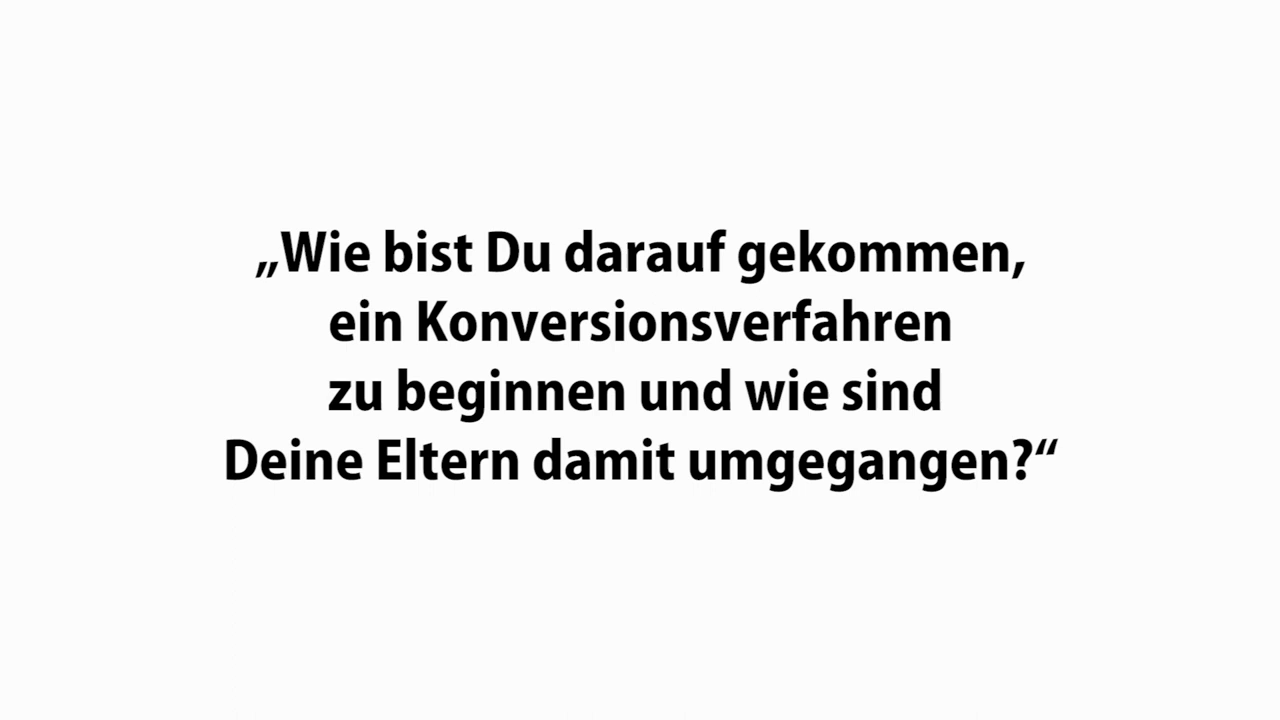 „Wie bist Du darauf gekommen,
ein Konversionsverfahren
zu beginnen und wie sind
Deine Eltern damit umgegangen?“